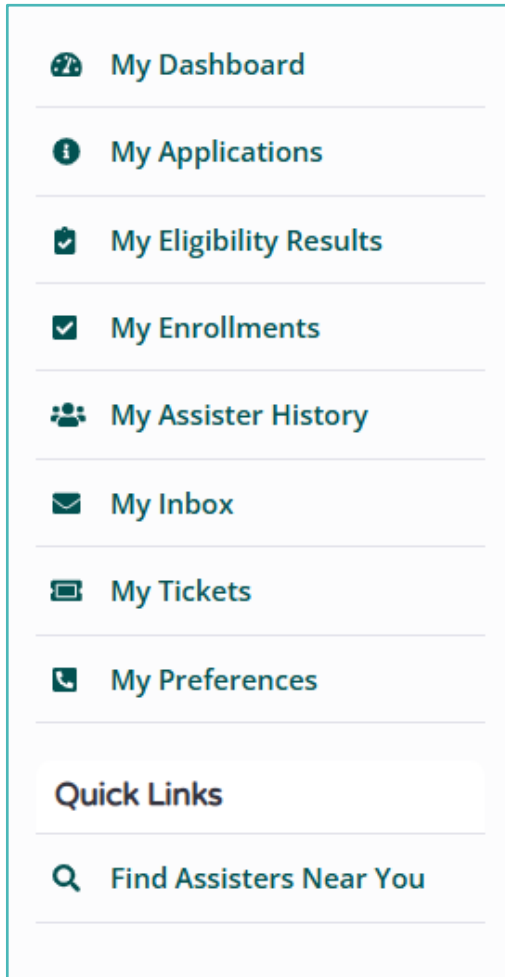 My Dashboard
My Applications
My Eligibility Results
My Enrollments
My Assister History
My Inbox
My Tickets
My Preferences
Quick Links
Find Assisters Near You